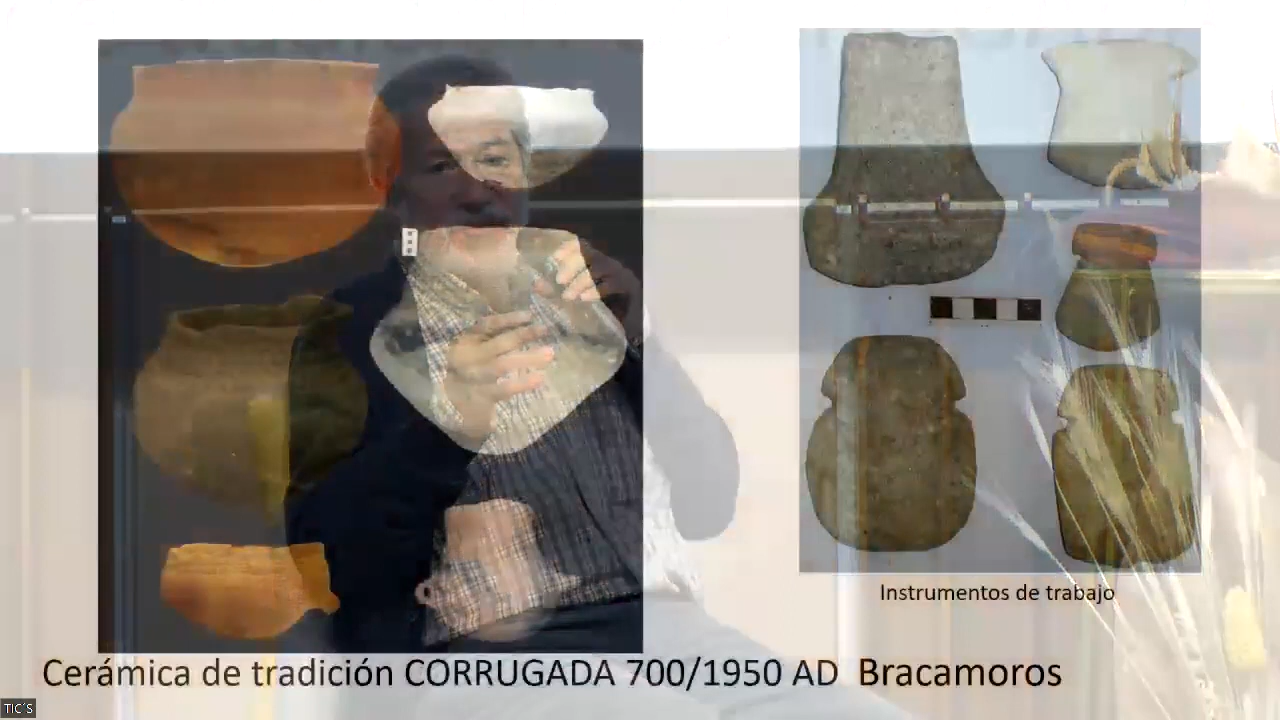 Instrumentos de trabajo
Cerámica de tradición CORRUGADA 700/1950 AD Bracamoros
TIC´S